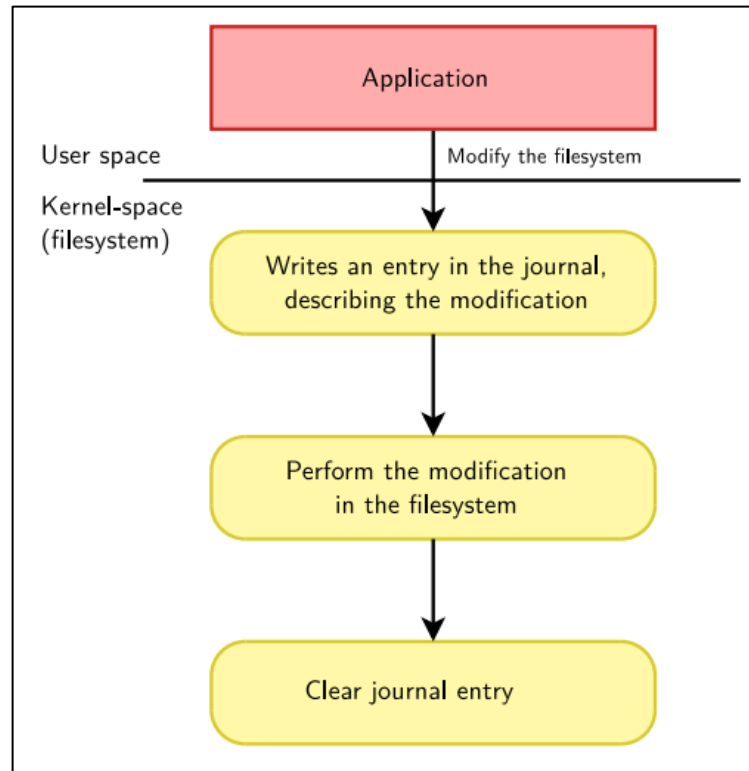 Application
User space
Modify the filesystem
Kernel-space
(filesystem)
Writes an entry in the journal,
describing the modification
Perform the modification
in the filesystem
Clear journal entry